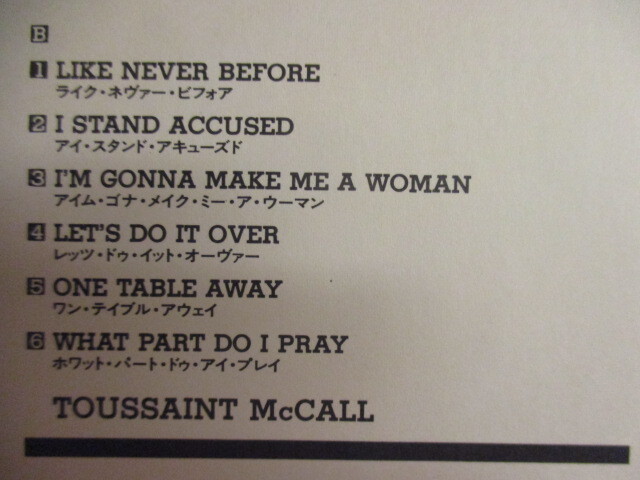 B
1 LIKE NEVER BEFORE
ライク・ネヴァー・ビフォア
2 I STAND ACCUSED
アイ・スタンド・アキューズド
3 I'M GONNA MAKE ME A WOMAN
アイム・ゴナ・メイク・ミー・ア・ウーマン
4 LET'S DO IT OVER
レッツ・ドゥ・イット・オーヴァー
5 ONE TABLE AWAY
ワン・テイブル・アウェイ
6 WHAT PART DO I PRAY
ホワット・パート・ドゥ・アイ・プレイ
TOUSSAINT McCALL